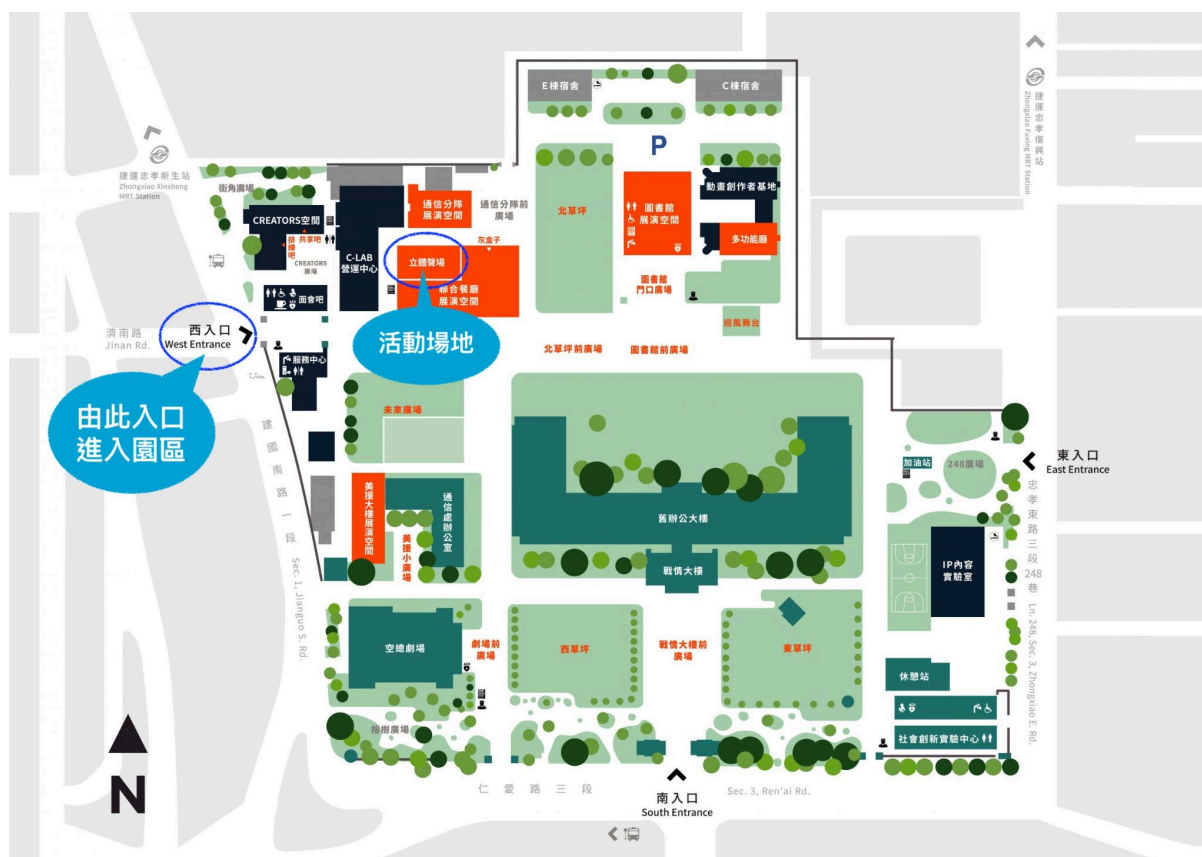 E棟宿舍
C棟宿舍
P
捷運忠孝復興站
Zhongxiao Fuxing MRT Station
捷運忠孝新生站
Zhongxiao Xinsheng
MRT Station
街角廣場
CREATORS空間
排練吧
共享吧
CREATORS
廣場
C-LAB
營運中心
通信分隊
展演空間
通信分隊前
廣場
灰盒子
立體聲場
聯合餐廳
展演空間
北草坪
圖書館
展演空間
動畫創作者基地
多功能廳
圖書館
門口廣場
迎風舞台
面會吧
濟南路
Jinan Rd.
西入口
West Entrance
服務中心
活動場地
北草坪前廣場
圖書館前廣場
由此入口
進入園區
未來廣場
建國南路一段
Sec. 1, Jianguo S. Rd.
美援大樓展演空間
美援小廣場
通信處辦公室
舊辦公大樓
戰情大樓
加油站
248廣場
東入口
East Entrance
忠孝東路三段248巷
Ln. 248, Sec. 3, Zhongxiao E. Rd.
IP內容
實驗室
空總劇場
劇場前
廣場
西草坪
戰情大樓前
廣場
東草坪
休憩站
社會創新實驗中心
榕樹廣場
N
仁愛路三段
Sec. 3, Ren'ai Rd.
南入口
South Entrance